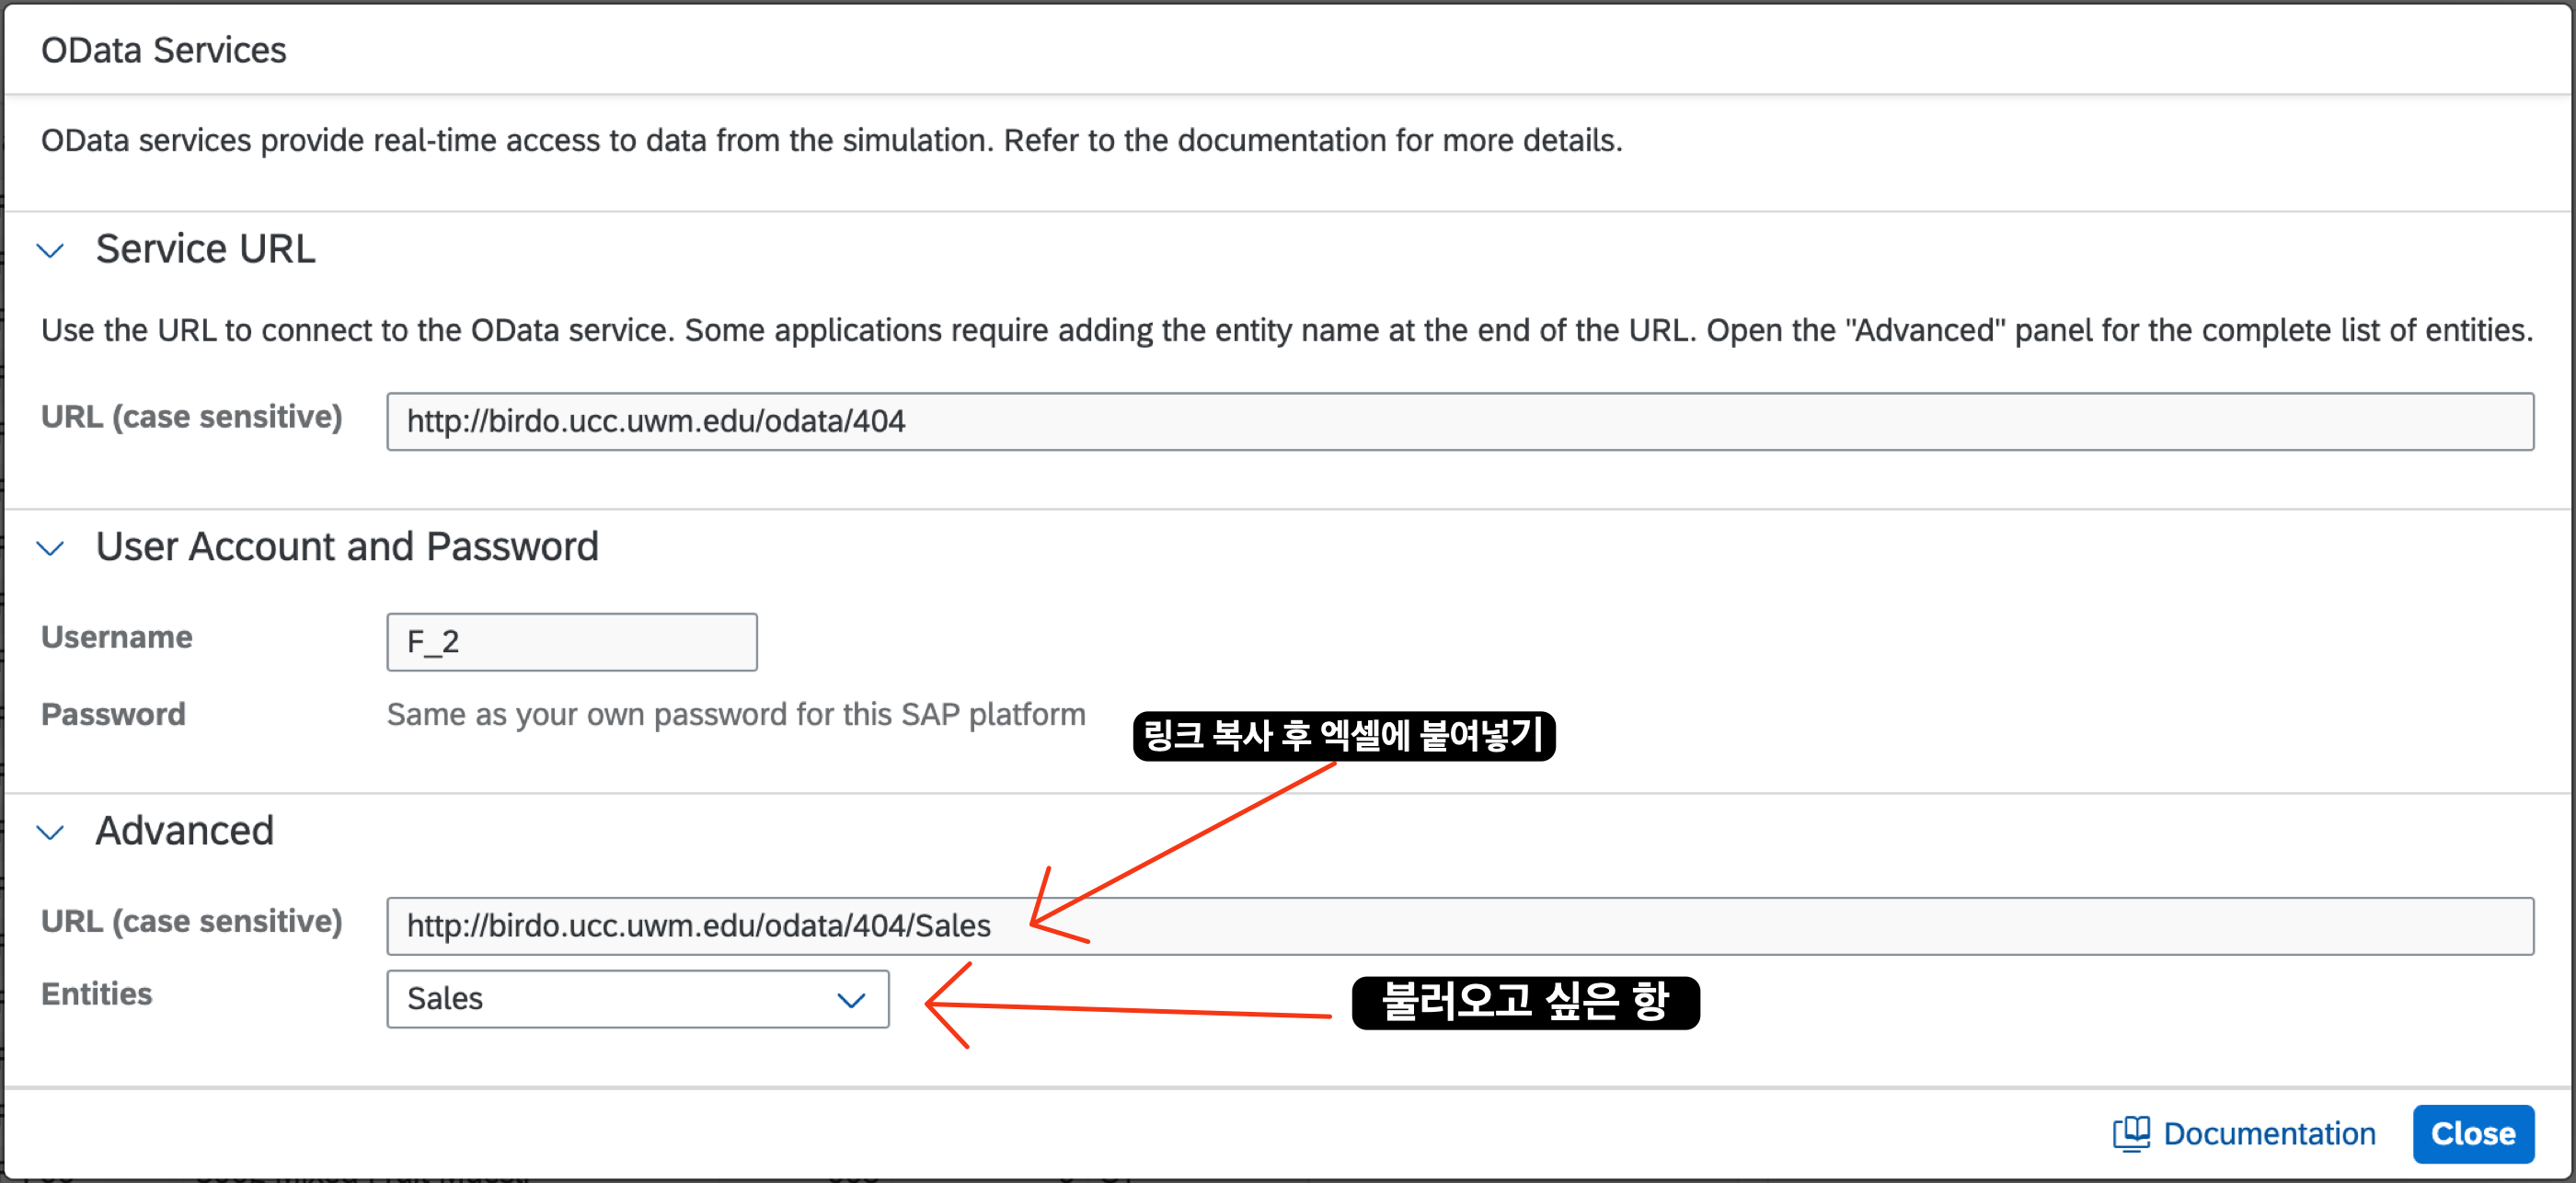 OData Services
OData services provide real-time access to data from the simulation. Refer to the documentation for more details.
Service URL
Use the URL to connect to the OData service. Some applications require adding the entity name at the end of the URL. Open the "Advanced" panel for the complete list of entities.
URL (case sensitive) http://birdo.ucc.uwm.edu/odata/404
User Account and Password
Username F_2
Password Same as your own password for this SAP platform
링크 복사 후 엑셀에 붙여넣기
Advanced
URL (case sensitive) http://birdo.ucc.uwm.edu/odata/404/Sales
Entities Sales
불러오고 싶은 항
Documentation Close